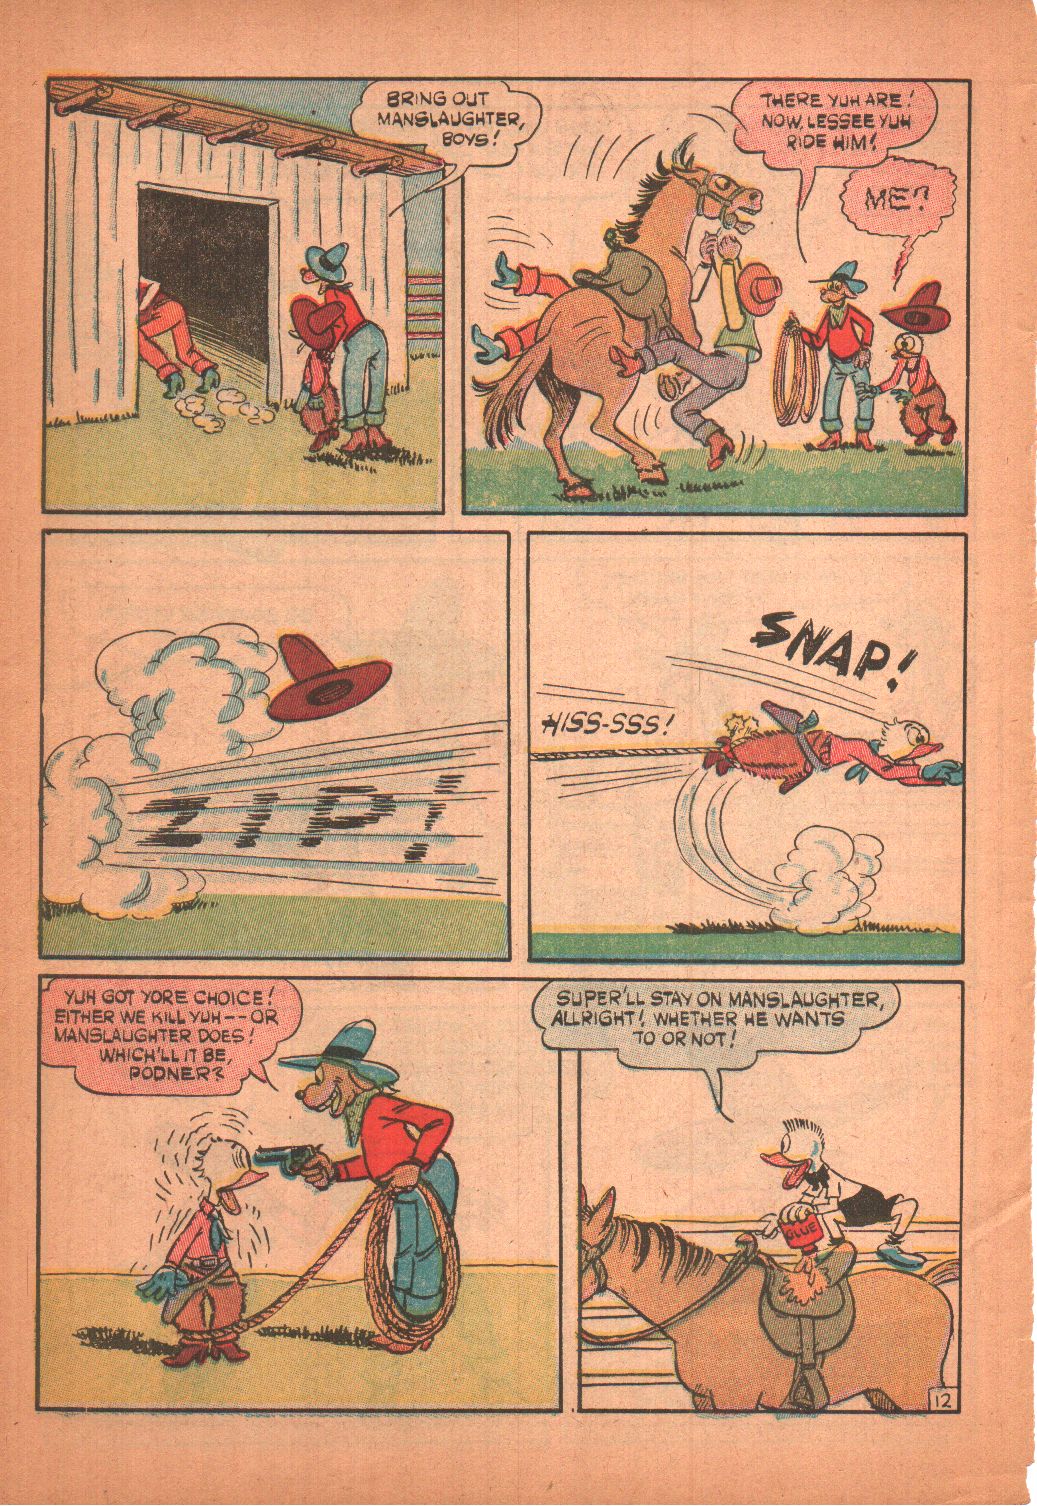 BRING OUT
MANSLAUGHTER,
BOYS!
THERE YUH ARE!
NOW, LESSEE YUH
RIDE HIM!
ME?
ZIP!
HISS-SSS!
SNAP!
YUH GOT YORE CHOICE!
EITHER WE KILL YUH -- OR
MANSLAUGHTER DOES!
WHICH'LL IT BE,
PODNER?
SUPER'LL STAY ON MANSLAUGHTER,
ALLRIGHT! WHETHER HE WANTS
TO OR NOT!
GLUE
12